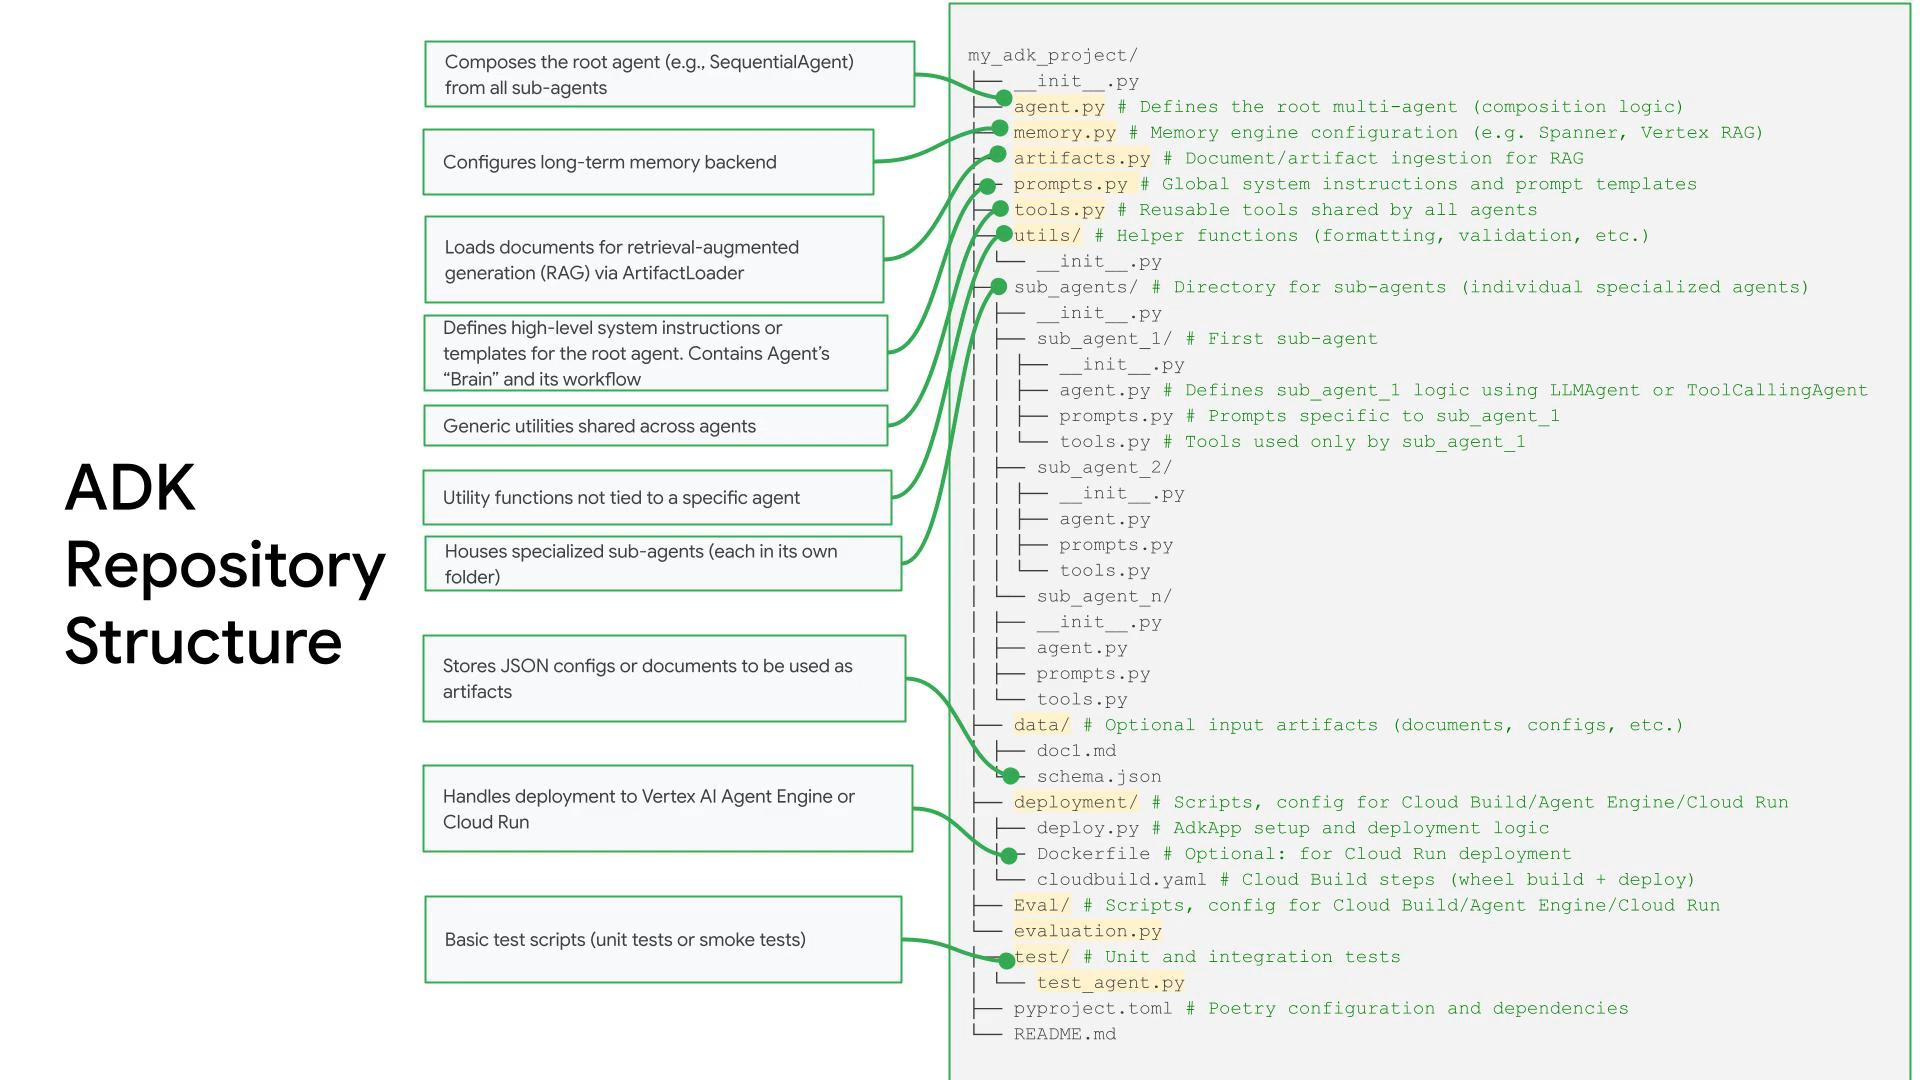 ADK
Repository
Structure
Composes the root agent (e.g., SequentialAgent)
from all sub-agents
Configures long-term memory backend
Loads documents for retrieval-augmented
generation (RAG) via ArtifactLoader
Defines high-level system instructions or
templates for the root agent. Contains Agent’s
“Brain” and its workflow
Generic utilities shared across agents
Utility functions not tied to a specific agent
Houses specialized sub-agents (each in its own
folder)
Stores JSON configs or documents to be used as
artifacts
Handles deployment to Vertex AI Agent Engine or
Cloud Run
Basic test scripts (unit tests or smoke tests)
my_adk_project/
├── __init__.py
├── agent.py # Defines the root multi-agent (composition logic)
├── memory.py # Memory engine configuration (e.g. Spanner, Vertex RAG)
├── artifacts.py # Document/artifact ingestion for RAG
├── prompts.py # Global system instructions and prompt templates
├── tools.py # Reusable tools shared by all agents
├── utils/ # Helper functions (formatting, validation, etc.)
│ └── __init__.py
├── sub_agents/ # Directory for sub-agents (individual specialized agents)
│ ├── __init__.py
│ ├── sub_agent_1/ # First sub-agent
│ │ ├── __init__.py
│ │ ├── agent.py # Defines sub_agent_1 logic using LLMAgent or ToolCallingAgent
│ │ ├── prompts.py # Prompts specific to sub_agent_1
│ │ └── tools.py # Tools used only by sub_agent_1
│ ├── sub_agent_2/
│ │ ├── __init__.py
│ │ ├── agent.py
│ │ ├── prompts.py
│ │ └── tools.py
│ └── sub_agent_n/
│ ├── __init__.py
│ ├── agent.py
│ ├── prompts.py
│ └── tools.py
├── data/ # Optional input artifacts (documents, configs, etc.)
│ ├── doc1.md
│ └── schema.json
├── deployment/ # Scripts, config for Cloud Build/Agent Engine/Cloud Run
│ ├── deploy.py # AdkApp setup and deployment logic
│ ├── Dockerfile # Optional: for Cloud Run deployment
│ └── cloudbuild.yaml # Cloud Build steps (wheel build + deploy)
├── Eval/ # Scripts, config for Cloud Build/Agent Engine/Cloud Run
└── evaluation.py
├── test/ # Unit and integration tests
│ └── test_agent.py
├── pyproject.toml # Poetry configuration and dependencies
└── README.md